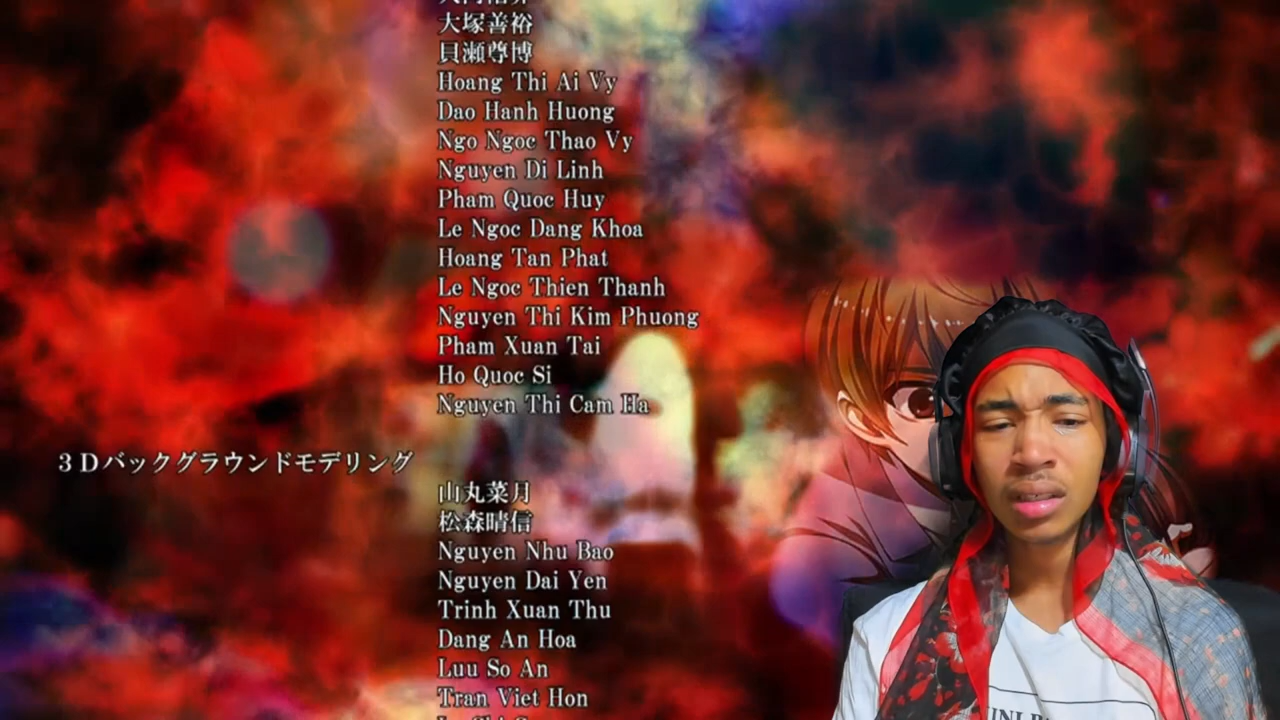 大塚善裕
貝瀬尊博
Hoang Thi Ai Vy
Dao Hanh Huong
Ngo Ngoc Thao Vy
Nguyen Di Linh
Pham Quoc Huy
Le Ngoc Dang Khoa
Hoang Tan Phat
Le Ngoc Thien Thanh
Nguyen Thi Kim Phuong
Pham Xuan Tai
Ho Quoc Si
Nguyen Thi Cam Ha
３Ｄバックグラウンドモデリング
山丸菜月
松森晴信
Nguyen Nhu Bao
Nguyen Dai Yen
Trinh Xuan Thu
Dang An Hoa
Luu So An
Tran Viet Hon